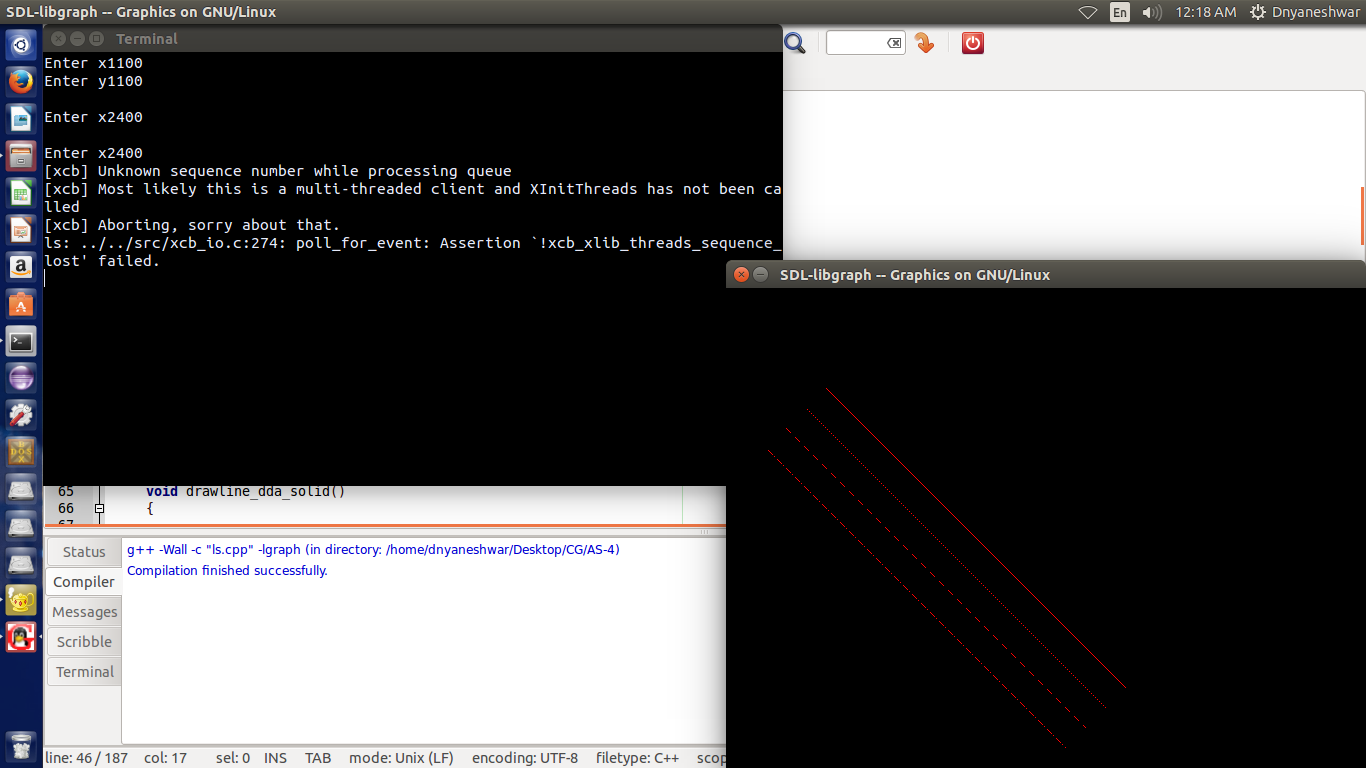 SDL-libgraph -- Graphics on GNU/Linux
En
12:18 AM
Dnyaneshwar
Terminal
Enter x1100
Enter y1100
Enter x2400
Enter x2400
[xcb] Unknown sequence number while processing queue
[xcb] Most likely this is a multi-threaded client and XInitThreads has not been ca
lled
[xcb] Aborting, sorry about that.
ls: ../../src/xcb_io.c:274: poll_for_event: Assertion `!xcb_xlib_threads_sequence_
lost' failed.
SDL-libgraph -- Graphics on GNU/Linux
65 void drawline_dda_solid()
66 {
67
Status
Compiler
Messages
Scribble
Terminal
g++ -Wall -c "ls.cpp" -lgraph (in directory: /home/dnyaneshwar/Desktop/CG/AS-4)
Compilation finished successfully.
line: 46 / 187 col: 17 sel: 0 INS TAB mode: Unix (LF) encoding: UTF-8 filetype: C++ scop